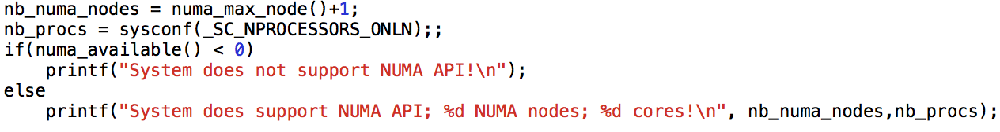 nb_num_nodes = numa_max_node()+1;
nb_procs = sysconf(_SC_NPROCESSORS_ONLN);;
if(numa_available() < 0)
    printf("System does not support NUMA API!\n");
else
    printf("System does support NUMA API; %d NUMA nodes; %d cores!\n", nb_numa_nodes,nb_procs);